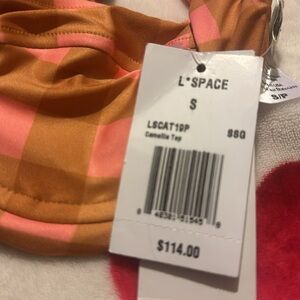 L*SPACE
S
LSCAT19P SSG
Camellia Top
$114.00
S/P